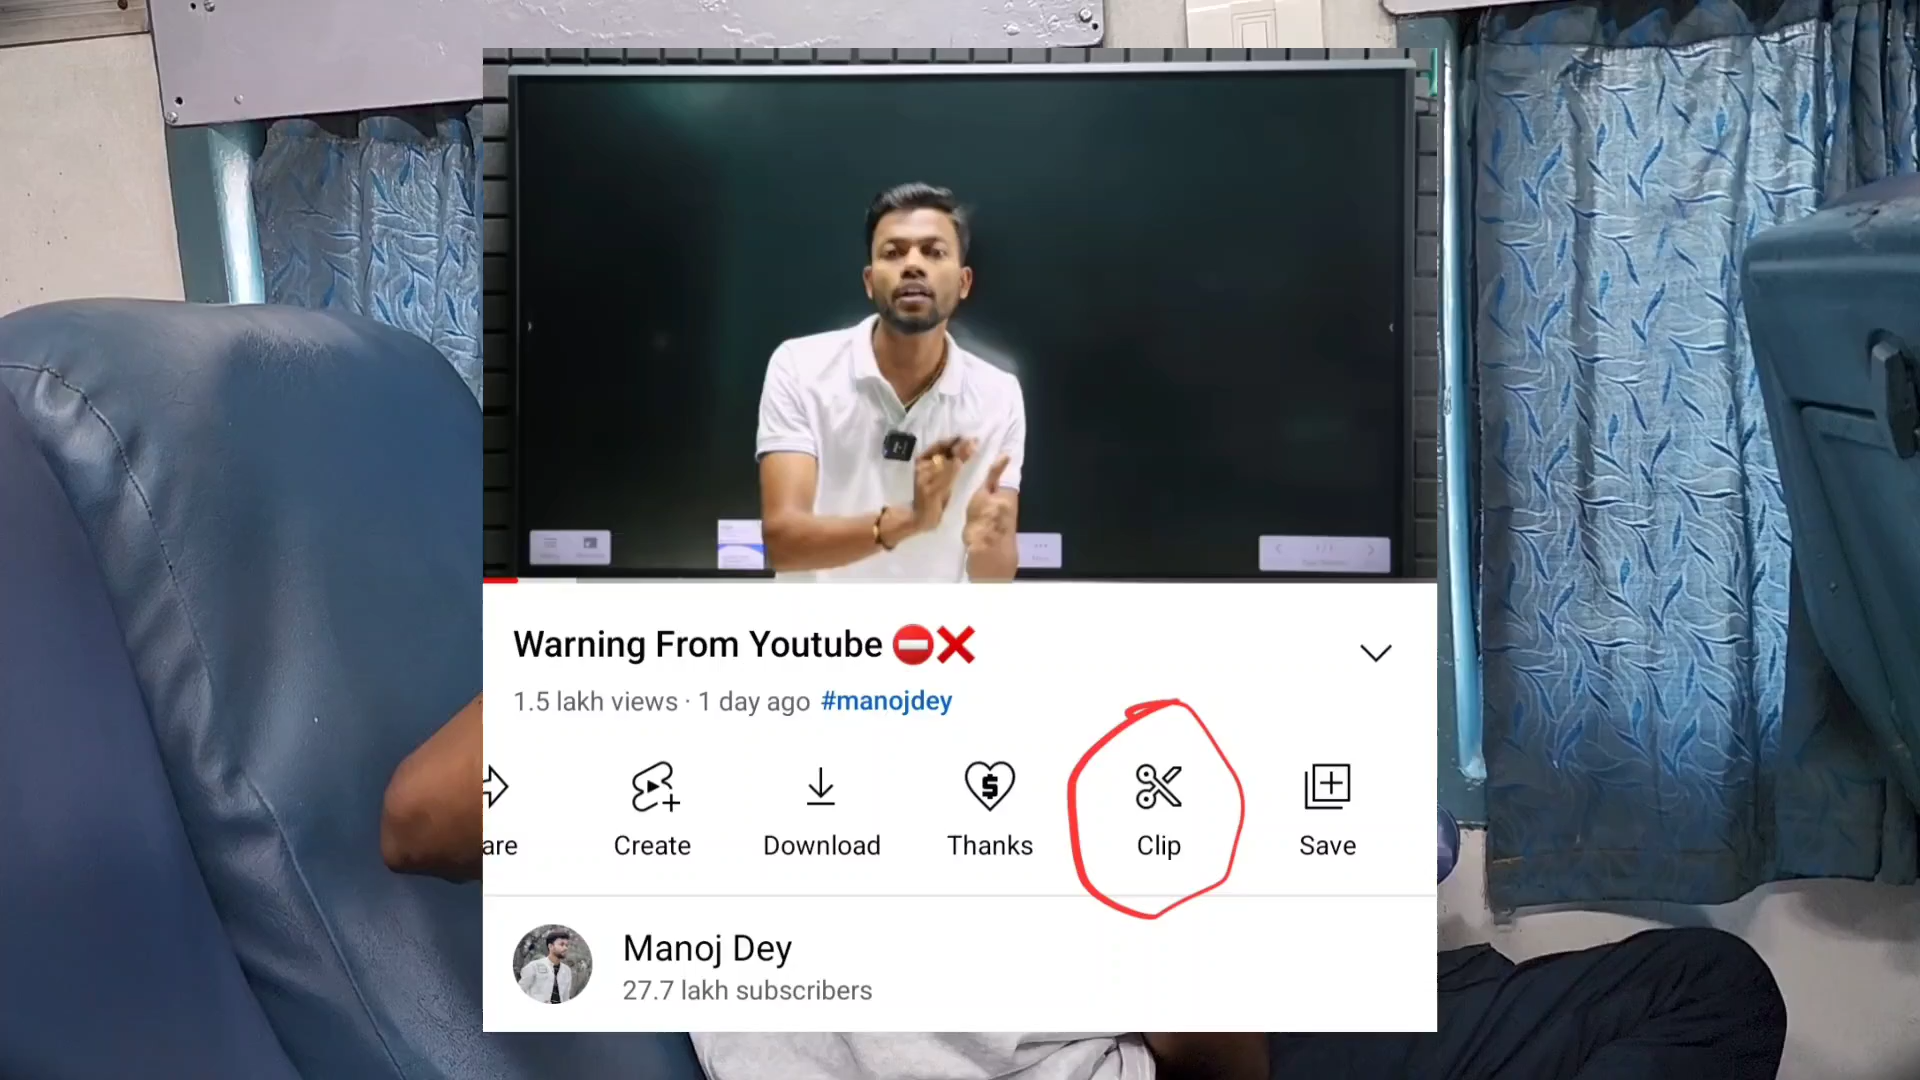 Warning From Youtube ⛔❌
1.5 lakh views · 1 day ago #manojdey
are
Create
Download
Thanks
Clip
Save
Manoj Dey
27.7 lakh subscribers